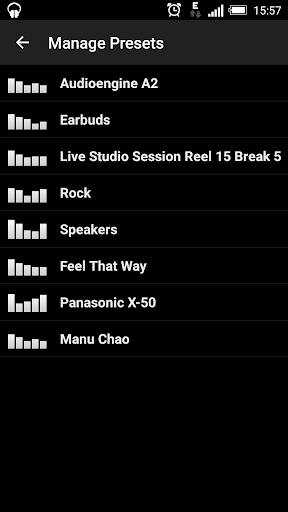 E 15:57
Manage Presets
Audioengine A2
Earbuds
Live Studio Session Reel 15 Break 5
Rock
Speakers
Feel That Way
Panasonic X-50
Manu Chao